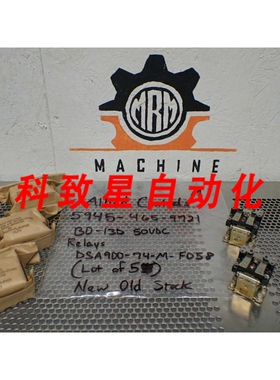 MRM
MACHINE
科致星自动化
5945-465-9721
BD-13D 50VDC
Relays
DSA900-74-M-F058
(Lot of 5)
New Old Stock